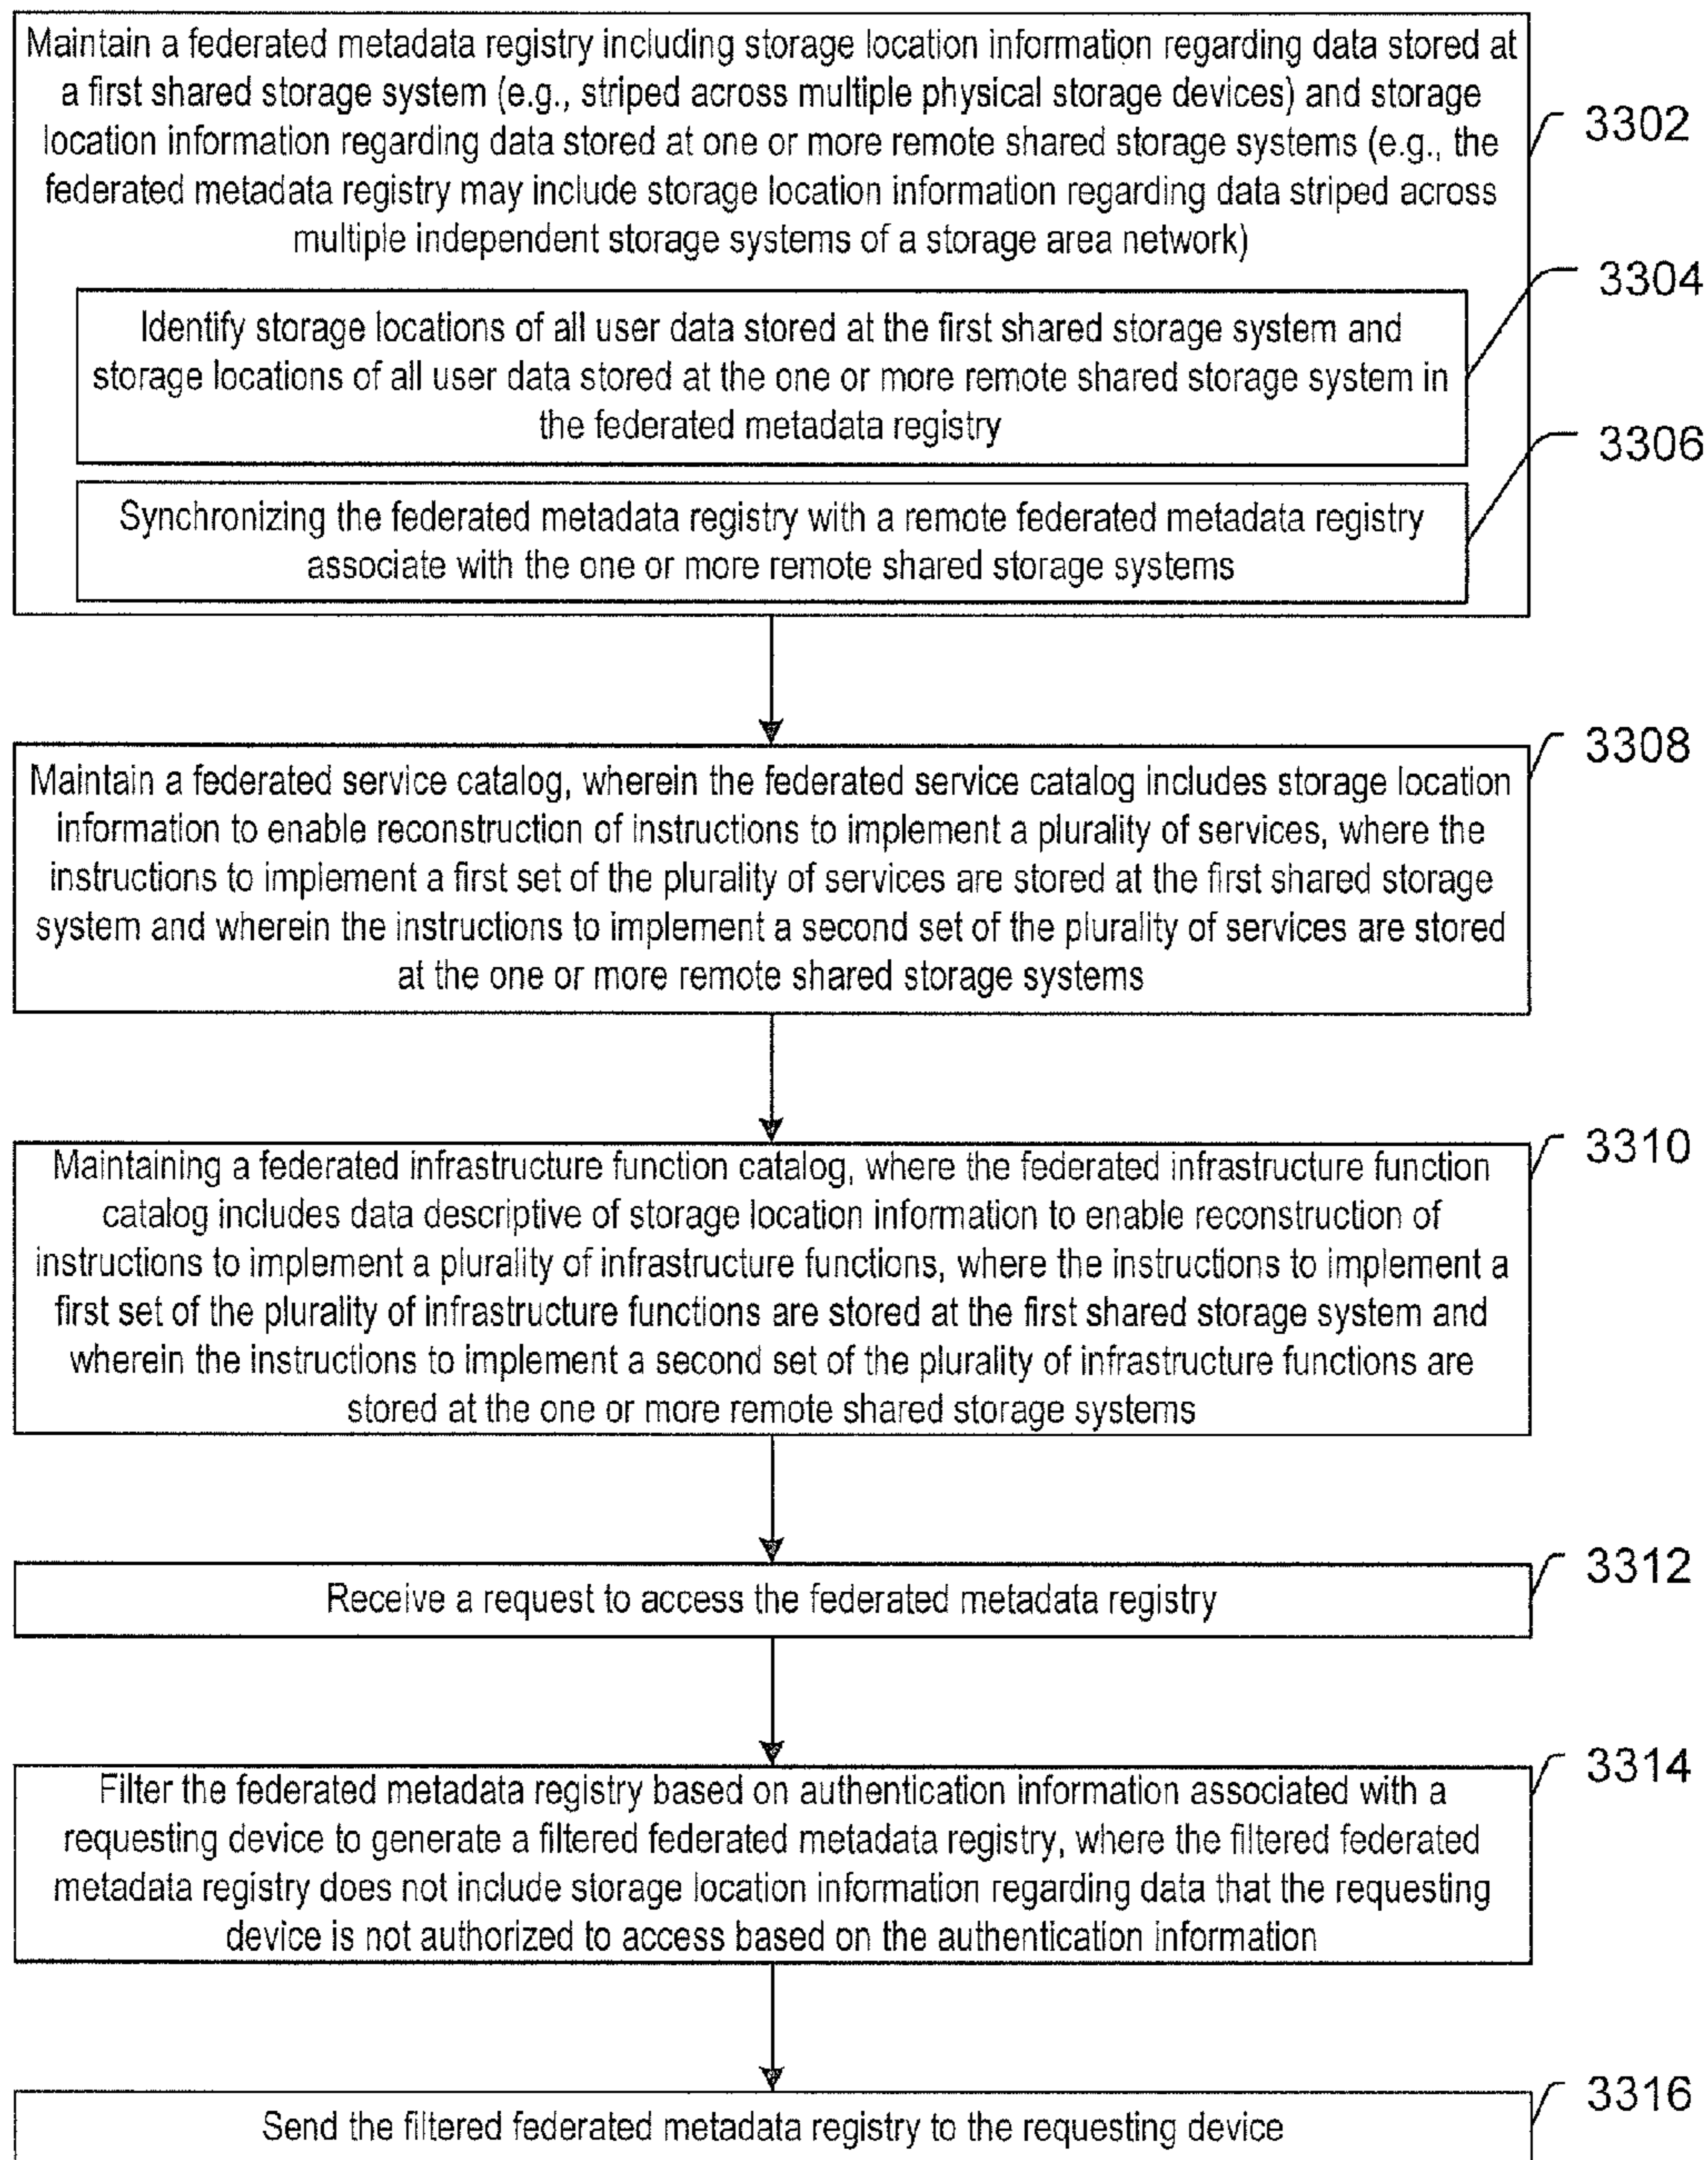 Maintain a federated metadata registry including storage location information regarding data stored at
a first shared storage system (e.g., striped across multiple physical storage devices) and storage
location information regarding data stored at one or more remote shared storage systems (e.g., the
federated metadata registry may include storage location information regarding data striped across
multiple independent storage systems of a storage area network)
3302
Identify storage locations of all user data stored at the first shared storage system and
storage locations of all user data stored at the one or more remote shared storage system in
the federated metadata registry
3304
Synchronizing the federated metadata registry with a remote federated metadata registry
associate with the one or more remote shared storage systems
3306
Maintain a federated service catalog, wherein the federated service catalog includes storage location
information to enable reconstruction of instructions to implement a plurality of services, where the
instructions to implement a first set of the plurality of services are stored at the first shared storage
system and wherein the instructions to implement a second set of the plurality of services are stored
at the one or more remote shared storage systems
3308
Maintaining a federated infrastructure function catalog, where the federated infrastructure function
catalog includes data descriptive of storage location information to enable reconstruction of
instructions to implement a plurality of infrastructure functions, where the instructions to implement a
first set of the plurality of infrastructure functions are stored at the first shared storage system and
wherein the instructions to implement a second set of the plurality of infrastructure functions are
stored at the one or more remote shared storage systems
3310
Receive a request to access the federated metadata registry
3312
Filter the federated metadata registry based on authentication information associated with a
requesting device to generate a filtered federated metadata registry, where the filtered federated
metadata registry does not include storage location information regarding data that the requesting
device is not authorized to access based on the authentication information
3314
Send the filtered federated metadata registry to the requesting device
3316